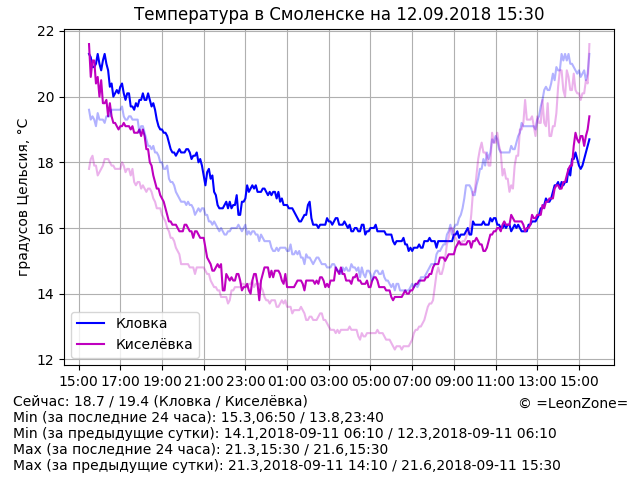 Температура в Смоленске на 12.09.2018 15:30
градусов Цельсия, °C
22
20
18
16
14
12
Кловка
Киселёвка
15:00 17:00 19:00 21:00 23:00 01:00 03:00 05:00 07:00 09:00 11:00 13:00 15:00
Сейчас: 18.7 / 19.4 (Кловка / Киселёвка)
© =LeonZone=
Min (за последние 24 часа): 15.3,06:50 / 13.8,23:40
Min (за предыдущие сутки): 14.1,2018-09-11 06:10 / 12.3,2018-09-11 06:10
Max (за последние 24 часа): 21.3,15:30 / 21.6,15:30
Max (за предыдущие сутки): 21.3,2018-09-11 14:10 / 21.6,2018-09-11 15:30